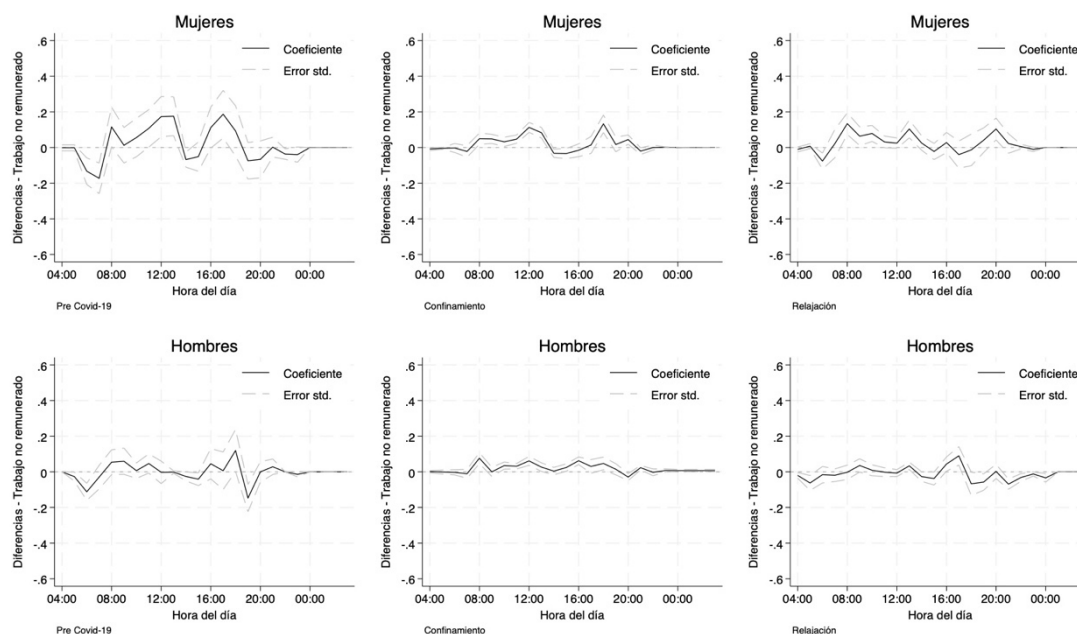 Mujeres
Diferencias - Trabajo no remunerado
.6
.4
.2
0
-.2
-.4
-.6
Coeficiente
Error std.
04:00 08:00 12:00 16:00 20:00 00:00
Hora del día
Pre Covid-19
Mujeres
Diferencias - Trabajo no remunerado
.6
.4
.2
0
-.2
-.4
-.6
Coeficiente
Error std.
04:00 08:00 12:00 16:00 20:00 00:00
Hora del día
Confinamiento
Mujeres
Diferencias - Trabajo no remunerado
.6
.4
.2
0
-.2
-.4
-.6
Coeficiente
Error std.
04:00 08:00 12:00 16:00 20:00 00:00
Hora del día
Relajación
Hombres
Diferencias - Trabajo no remunerado
.6
.4
.2
0
-.2
-.4
-.6
Coeficiente
Error std.
04:00 08:00 12:00 16:00 20:00 00:00
Hora del día
Pre Covid-19
Hombres
Diferencias - Trabajo no remunerado
.6
.4
.2
0
-.2
-.4
-.6
Coeficiente
Error std.
04:00 08:00 12:00 16:00 20:00 00:00
Hora del día
Confinamiento
Hombres
Diferencias - Trabajo no remunerado
.6
.4
.2
0
-.2
-.4
-.6
Coeficiente
Error std.
04:00 08:00 12:00 16:00 20:00 00:00
Hora del día
Relajación